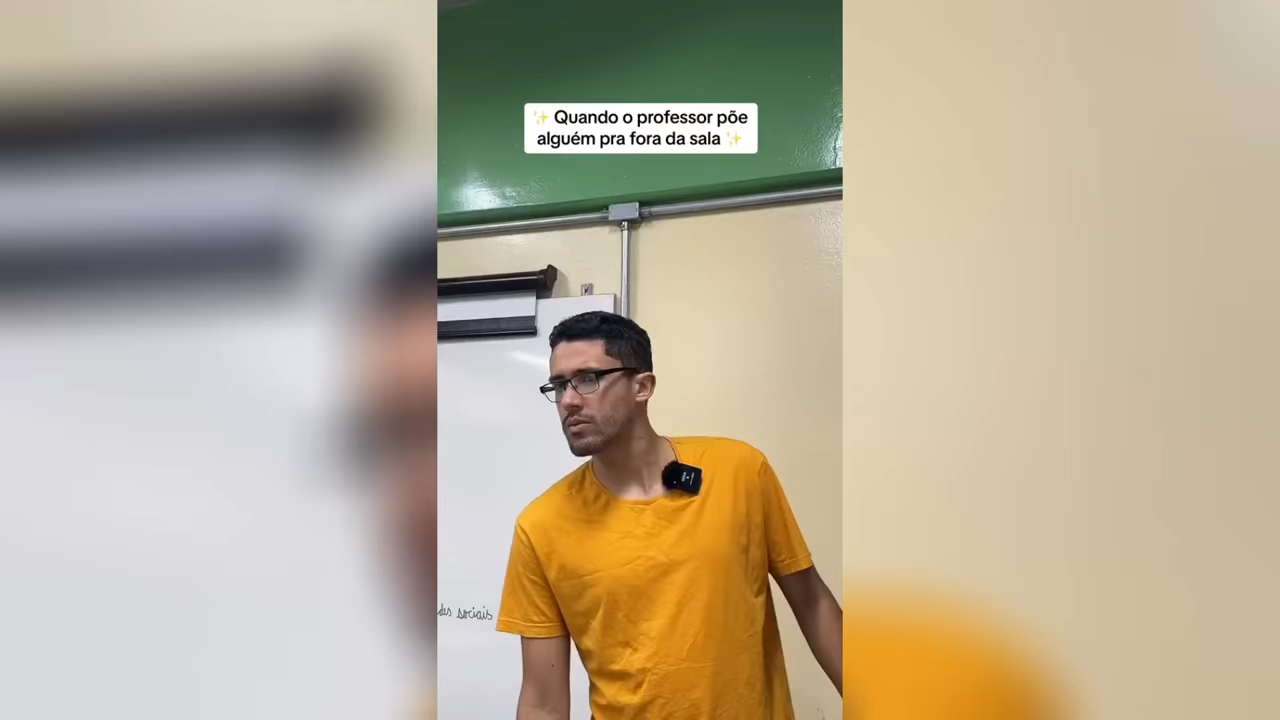 ✨ Quando o professor põe
alguém pra fora da sala ✨
sociais